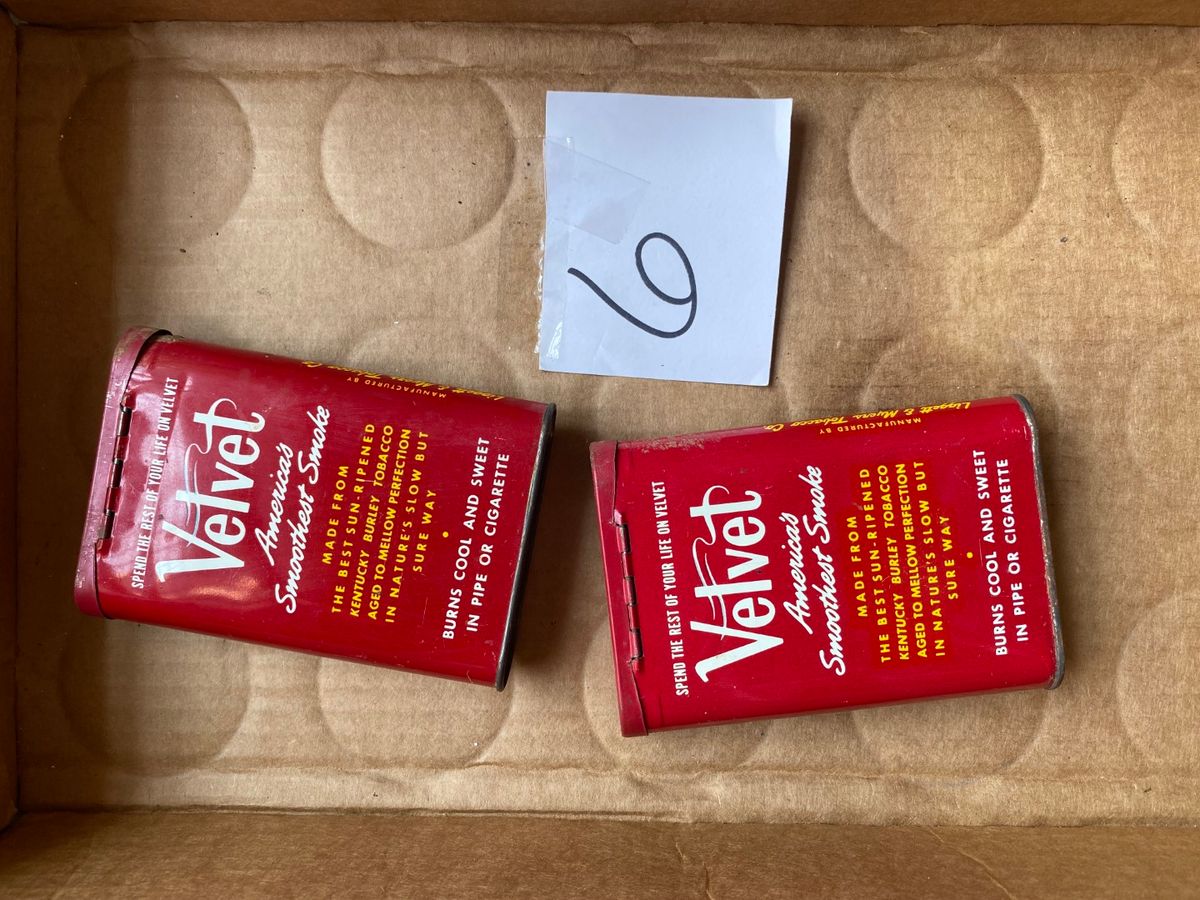 6
SPEND THE REST OF YOUR LIFE ON VELVET
Velvet
America's
Smoothest Smoke
MADE FROM
THE BEST SUN-RIPENED
KENTUCKY BURLEY TOBACCO
AGED TO MELLOW PERFECTION
IN NATURE'S SLOW BUT
SURE WAY
BURNS COOL AND SWEET
IN PIPE OR CIGARETTE
MANUFACTURED BY
Liggett & Myers Tobacco Co.
SPEND THE REST OF YOUR LIFE ON VELVET
Velvet
America's
Smoothest Smoke
MADE FROM
THE BEST SUN-RIPENED
KENTUCKY BURLEY TOBACCO
AGED TO MELLOW PERFECTION
IN NATURE'S SLOW BUT
SURE WAY
BURNS COOL AND SWEET
IN PIPE OR CIGARETTE
MANUFACTURED BY
Liggett & Myers Tobacco Co.